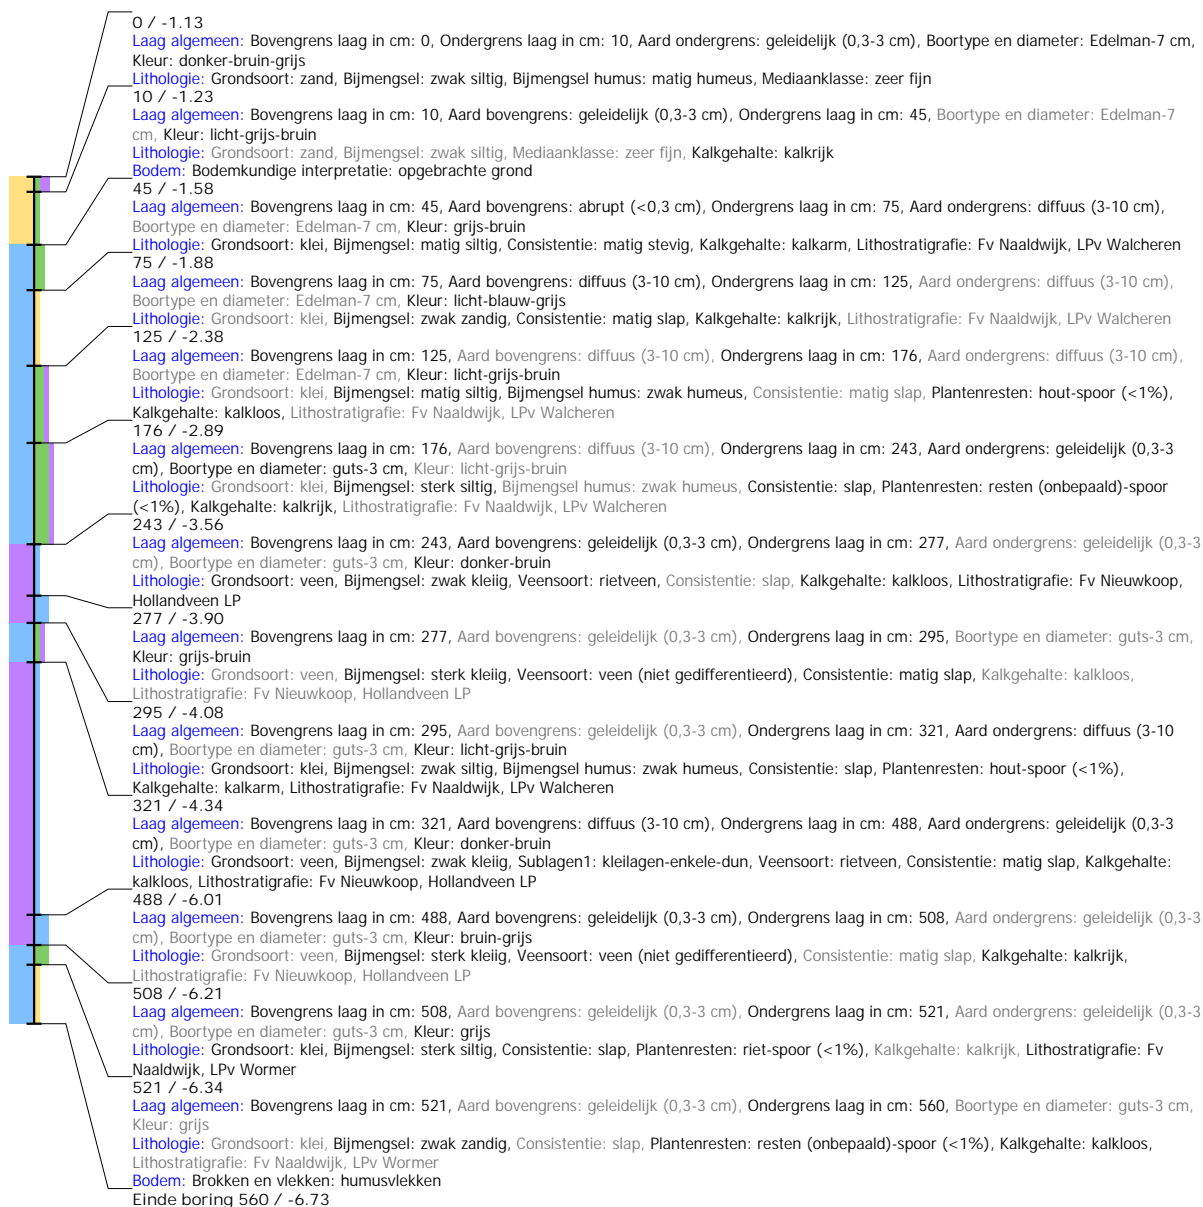 0 / -1.13
Laag algemeen: Bovengrens laag in cm: 0, Ondergrens laag in cm: 10, Aard ondergrens: geleidelijk (0,3-3 cm), Boortype en diameter: Edelman-7 cm,
Kleur: donker-bruin-grijs
Lithologie: Grondsoort: zand, Bijmengsel: zwak siltig, Bijmengsel humus: matig humeus, Mediaanklasse: zeer fijn
10 / -1.23
Laag algemeen: Bovengrens laag in cm: 10, Aard bovengrens: geleidelijk (0,3-3 cm), Ondergrens laag in cm: 45, Boortype en diameter: Edelman-7
cm, Kleur: licht-grijs-bruin
Lithologie: Grondsoort: zand, Bijmengsel: zwak siltig, Mediaanklasse: zeer fijn, Kalkgehalte: kalkrijk
Bodem: Bodemkundige interpretatie: opgebrachte grond
45 / -1.58
Laag algemeen: Bovengrens laag in cm: 45, Aard bovengrens: abrupt (<0,3 cm), Ondergrens laag in cm: 75, Aard ondergrens: diffuus (3-10 cm),
Boortype en diameter: Edelman-7 cm, Kleur: grijs-bruin
Lithologie: Grondsoort: klei, Bijmengsel: matig siltig, Consistentie: matig stevig, Kalkgehalte: kalkarm, Lithostratigrafie: Fv Naaldwijk, LPv Walcheren
75 / -1.88
Laag algemeen: Bovengrens laag in cm: 75, Aard bovengrens: diffuus (3-10 cm), Ondergrens laag in cm: 125, Aard ondergrens: diffuus (3-10 cm),
Boortype en diameter: Edelman-7 cm, Kleur: licht-blauw-grijs
Lithologie: Grondsoort: klei, Bijmengsel: zwak zandig, Consistentie: matig slap, Kalkgehalte: kalkrijk, Lithostratigrafie: Fv Naaldwijk, LPv Walcheren
125 / -2.38
Laag algemeen: Bovengrens laag in cm: 125, Aard bovengrens: diffuus (3-10 cm), Ondergrens laag in cm: 176, Aard ondergrens: diffuus (3-10 cm),
Boortype en diameter: Edelman-7 cm, Kleur: licht-grijs-bruin
Lithologie: Grondsoort: klei, Bijmengsel: matig siltig, Bijmengsel humus: zwak humeus, Consistentie: matig slap, Plantenresten: hout-spoor (<1%),
Kalkgehalte: kalkloos, Lithostratigrafie: Fv Naaldwijk, LPv Walcheren
176 / -2.89
Laag algemeen: Bovengrens laag in cm: 176, Aard bovengrens: diffuus (3-10 cm), Ondergrens laag in cm: 243, Aard ondergrens: geleidelijk (0,3-3
cm), Boortype en diameter: guts-3 cm, Kleur: licht-grijs-bruin
Lithologie: Grondsoort: klei, Bijmengsel: sterk siltig, Bijmengsel humus: zwak humeus, Consistentie: slap, Plantenresten: resten (onbepaald)-spoor
(<1%), Kalkgehalte: kalkrijk, Lithostratigrafie: Fv Naaldwijk, LPv Walcheren
243 / -3.56
Laag algemeen: Bovengrens laag in cm: 243, Aard bovengrens: geleidelijk (0,3-3 cm), Ondergrens laag in cm: 277, Aard ondergrens: geleidelijk (0,3-3
cm), Boortype en diameter: guts-3 cm, Kleur: donker-bruin
Lithologie: Grondsoort: veen, Bijmengsel: zwak kleiig, Veensoort: rietveen, Consistentie: slap, Kalkgehalte: kalkloos, Lithostratigrafie: Fv Nieuwkoop,
Hollandveen LP
277 / -3.90
Laag algemeen: Bovengrens laag in cm: 277, Aard bovengrens: geleidelijk (0,3-3 cm), Ondergrens laag in cm: 295, Boortype en diameter: guts-3 cm,
Kleur: grijs-bruin
Lithologie: Grondsoort: veen, Bijmengsel: sterk kleiig, Veensoort: veen (niet gedifferentieerd), Consistentie: matig slap, Kalkgehalte: kalkloos,
Lithostratigrafie: Fv Nieuwkoop, Hollandveen LP
295 / -4.08
Laag algemeen: Bovengrens laag in cm: 295, Aard bovengrens: geleidelijk (0,3-3 cm), Ondergrens laag in cm: 321, Aard ondergrens: diffuus (3-10
cm), Boortype en diameter: guts-3 cm, Kleur: licht-grijs-bruin
Lithologie: Grondsoort: klei, Bijmengsel: zwak siltig, Bijmengsel humus: zwak humeus, Consistentie: slap, Plantenresten: hout-spoor (<1%),
Kalkgehalte: kalkarm, Lithostratigrafie: Fv Naaldwijk, LPv Walcheren
321 / -4.34
Laag algemeen: Bovengrens laag in cm: 321, Aard bovengrens: diffuus (3-10 cm), Ondergrens laag in cm: 488, Aard ondergrens: geleidelijk (0,3-3
cm), Boortype en diameter: guts-3 cm, Kleur: donker-bruin
Lithologie: Grondsoort: veen, Bijmengsel: zwak kleiig, Sublagen1: kleilagen-enkele-dun, Veensoort: rietveen, Consistentie: matig slap, Kalkgehalte:
kalkloos, Lithostratigrafie: Fv Nieuwkoop, Hollandveen LP
488 / -6.01
Laag algemeen: Bovengrens laag in cm: 488, Aard bovengrens: geleidelijk (0,3-3 cm), Ondergrens laag in cm: 508, Aard ondergrens: geleidelijk (0,3-3
cm), Boortype en diameter: guts-3 cm, Kleur: bruin-grijs
Lithologie: Grondsoort: veen, Bijmengsel: sterk kleiig, Veensoort: veen (niet gedifferentieerd), Consistentie: matig slap, Kalkgehalte: kalkrijk,
Lithostratigrafie: Fv Nieuwkoop, Hollandveen LP
508 / -6.21
Laag algemeen: Bovengrens laag in cm: 508, Aard bovengrens: geleidelijk (0,3-3 cm), Ondergrens laag in cm: 521, Aard ondergrens: geleidelijk (0,3-3
cm), Boortype en diameter: guts-3 cm, Kleur: grijs
Lithologie: Grondsoort: klei, Bijmengsel: sterk siltig, Consistentie: slap, Plantenresten: riet-spoor (<1%), Kalkgehalte: kalkrijk, Lithostratigrafie: Fv
Naaldwijk, LPv Wormer
521 / -6.34
Laag algemeen: Bovengrens laag in cm: 521, Aard bovengrens: geleidelijk (0,3-3 cm), Ondergrens laag in cm: 560, Boortype en diameter: guts-3 cm,
Kleur: grijs
Lithologie: Grondsoort: klei, Bijmengsel: zwak zandig, Consistentie: slap, Plantenresten: resten (onbepaald)-spoor (<1%), Kalkgehalte: kalkloos,
Lithostratigrafie: Fv Naaldwijk, LPv Wormer
Bodem: Brokken en vlekken: humusvlekken
Einde boring 560 / -6.73